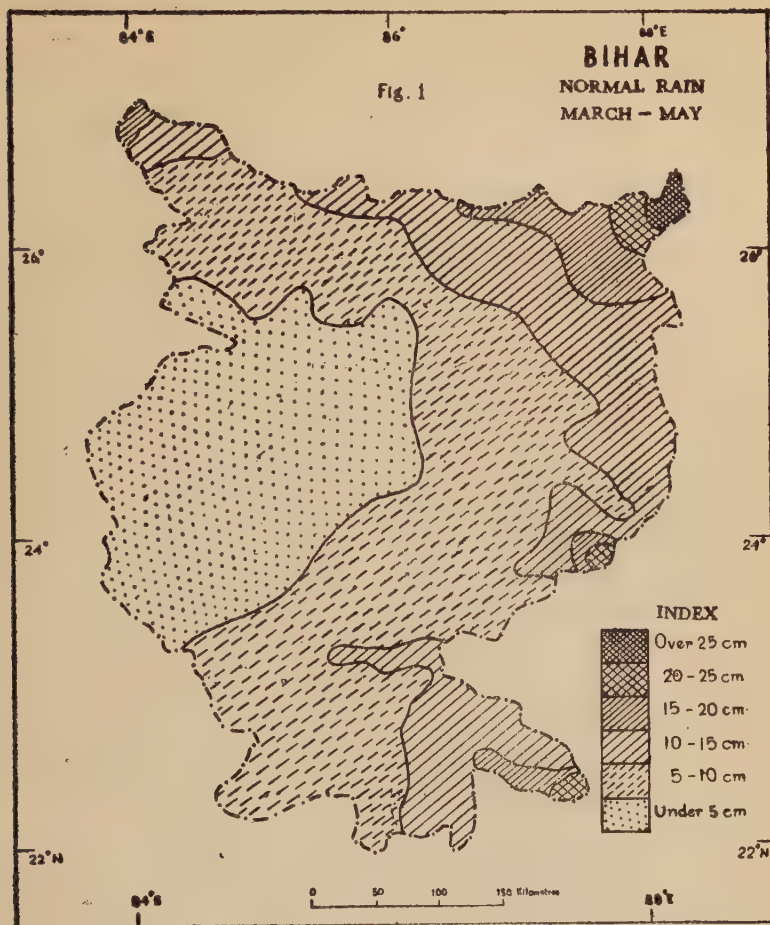 84°E 86° 88°E
BIHAR
Fig. 1
NORMAL RAIN
MARCH - MAY
26° 26°
24° 24°
INDEX
Over 25 cm
20 - 25 cm
15 - 20 cm
10 - 15 cm
5 - 10 cm
Under 5 cm
22°N 22°N
0 50 100 150 Kilometres
84°E 88°E